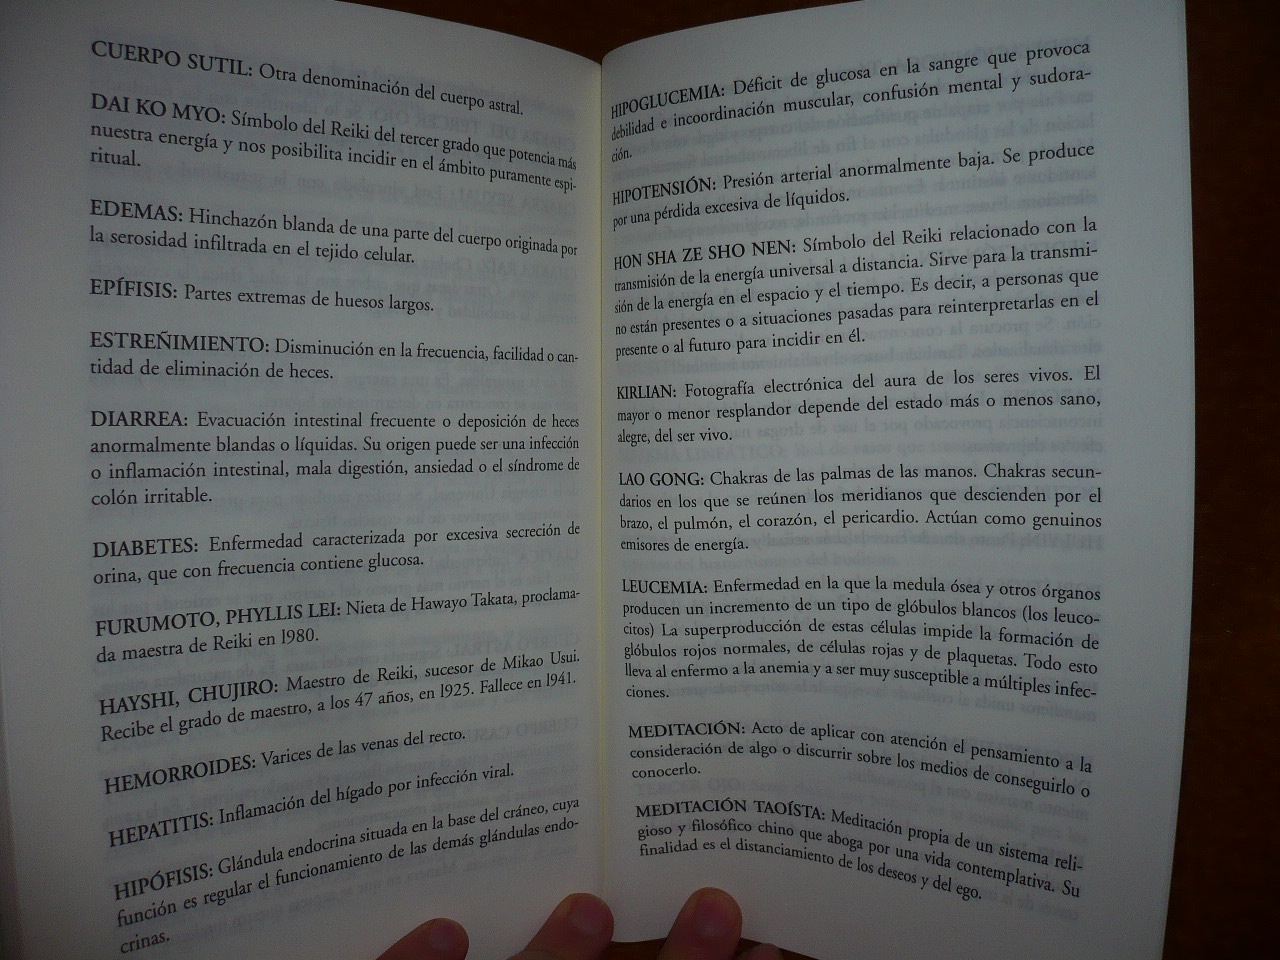 CUERPO SUTIL: Otra denominación del cuerpo astral.
DAI KO MYO: Símbolo del Reiki del tercer grado que potencia más
nuestra energía y nos posibilita incidir en el ámbito puramente espi-
ritual.
EDEMAS: Hinchazón blanda de una parte del cuerpo originada por
la serosidad infiltrada en el tejido celular.
EPÍFISIS: Partes extremas de huesos largos.
ESTREÑIMIENTO: Disminución en la frecuencia, facilidad o can-
tidad de eliminación de heces.
DIARREA: Evacuación intestinal frecuente o deposición de heces
anormalmente blandas o líquidas. Su origen puede ser una infección
o inflamación intestinal, mala digestión, ansiedad o el síndrome de
colón irritable.
DIABETES: Enfermedad caracterizada por excesiva secreción de
orina, que con frecuencia contiene glucosa.
FURUMOTO, PHYLLIS LEI: Nieta de Hawayo Takata, proclama-
da maestra de Reiki en 1980.
HAYSHI, CHUJIRO: Maestro de Reiki, sucesor de Mikao Usui.
Recibe el grado de maestro, a los 47 años, en 1925. Fallece en 1941.
HEMORROIDES: Varices de las venas del recto.
HEPATITIS: Inflamación del hígado por infección viral.
HIPÓFISIS: Glándula endocrina situada en la base del cráneo, cuya
función es regular el funcionamiento de las demás glándulas endo-
crinas.
HIPOGLUCEMIA: Déficit de glucosa en la sangre que provoca
debilidad e incoordinación muscular, confusión mental y sudora-
ción.
HIPOTENSIÓN: Presión arterial anormalmente baja. Se produce
por una pérdida excesiva de líquidos.
HON SHA ZE SHO NEN: Símbolo del Reiki relacionado con la
transmisión de la energía universal a distancia. Sirve para la transmi-
sión de la energía en el espacio y el tiempo. Es decir, a personas que
no están presentes o a situaciones pasadas para reinterpretarlas en el
presente o al futuro para incidir en él.
KIRLIAN: Fotografía electrónica del aura de los seres vivos. El
mayor o menor resplandor depende del estado más o menos sano,
alegre, del ser vivo.
LAO GONG: Chakras de las palmas de las manos. Chakras secun-
darios en los que se reúnen los meridianos que descienden por el
brazo, el pulmón, el corazón, el pericardio. Actúan como genuinos
emisores de energía.
LEUCEMIA: Enfermedad en la que la medula ósea y otros órganos
producen un incremento de un tipo de glóbulos blancos (los leuco-
citos) La superproducción de estas células impide la formación de
glóbulos rojos normales, de células rojas y de plaquetas. Todo esto
lleva al enfermo a la anemia y a ser muy susceptible a múltiples infec-
ciones.
MEDITACIÓN: Acto de aplicar con atención el pensamiento a la
consideración de algo o discurrir sobre los medios de conseguirlo o
conocerlo.
MEDITACIÓN TAOÍSTA: Meditación propia de un sistema reli-
gioso y filosófico chino que aboga por una vida contemplativa. Su
finalidad es el distanciamiento de los deseos y del ego.